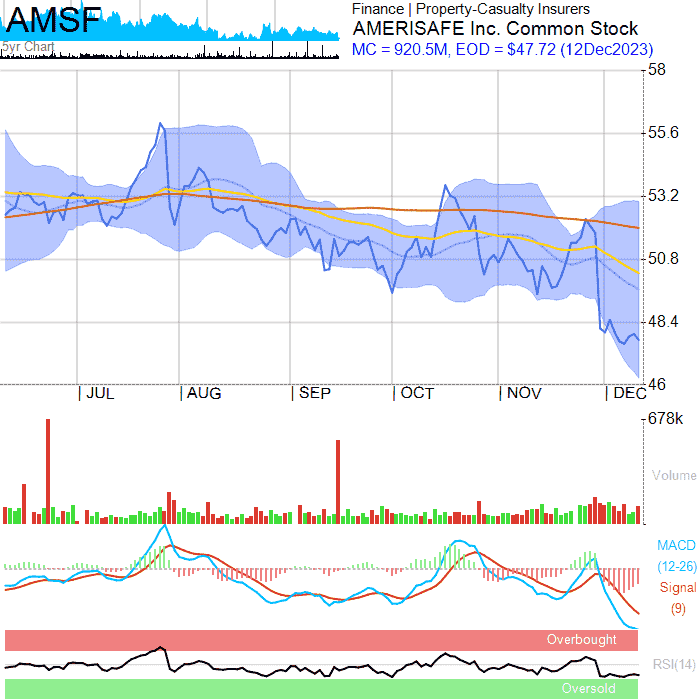 AMSF
5yr Chart
Finance | Property-Casualty Insurers
AMERISAFE Inc. Common Stock
MC = 920.5M, EOD = $47.72 (12Dec2023)
58
55.6
53.2
50.8
48.4
46
JUL
AUG
SEP
OCT
NOV
DEC
678k
Volume
MACD
(12-26)
Signal
(9)
Overbought
RSI(14)
Oversold